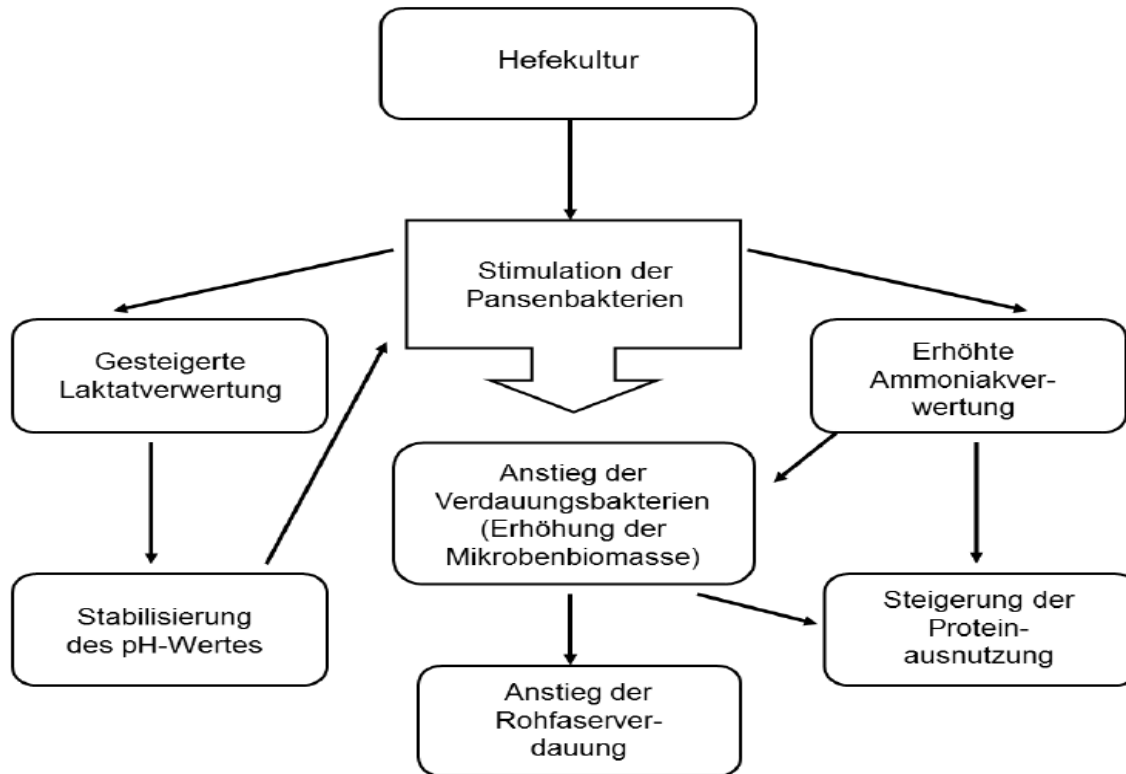 Hefekultur
Stimulation der
Pansenbakterien
Gesteigerte
Laktatverwertung
Erhöhte
Ammoniakver-
wertung
Anstieg der
Verdauungsbakterien
(Erhöhung der
Mikrobenbiomasse)
Stabilisierung
des pH-Wertes
Steigerung der
Protein-
ausnutzung
Anstieg der
Rohfaserver-
dauung